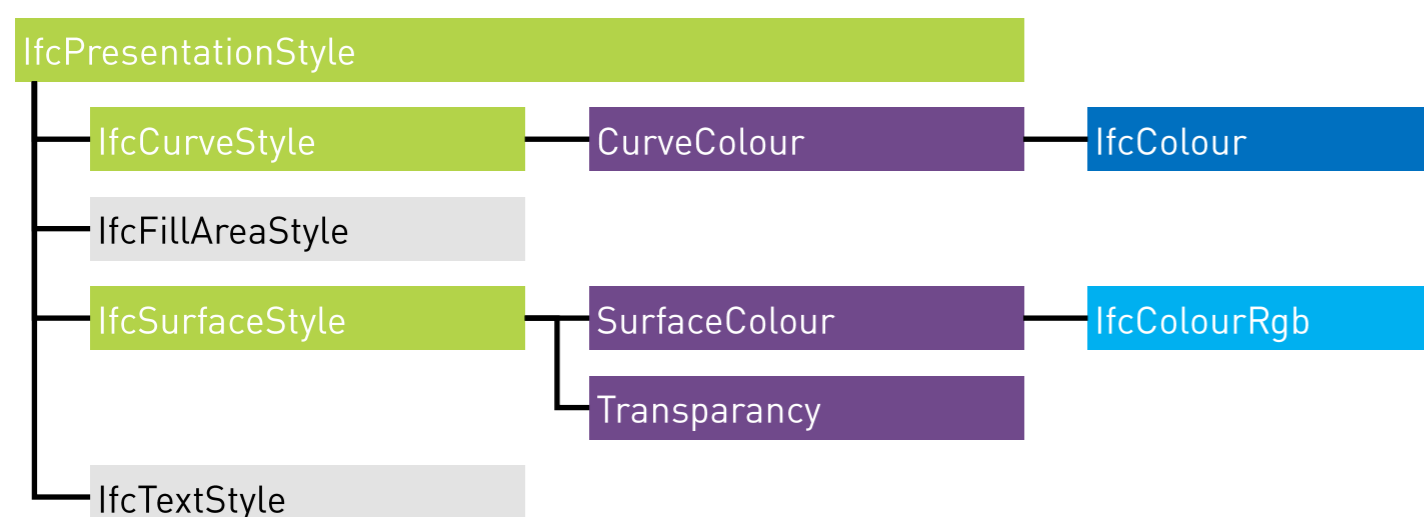 IfcPresentationStyle
IfcCurveStyle CurveColour IfcColour
IfcFillAreaStyle
IfcSurfaceStyle SurfaceColour IfcColourRgb
Transparancy
IfcTextStyle